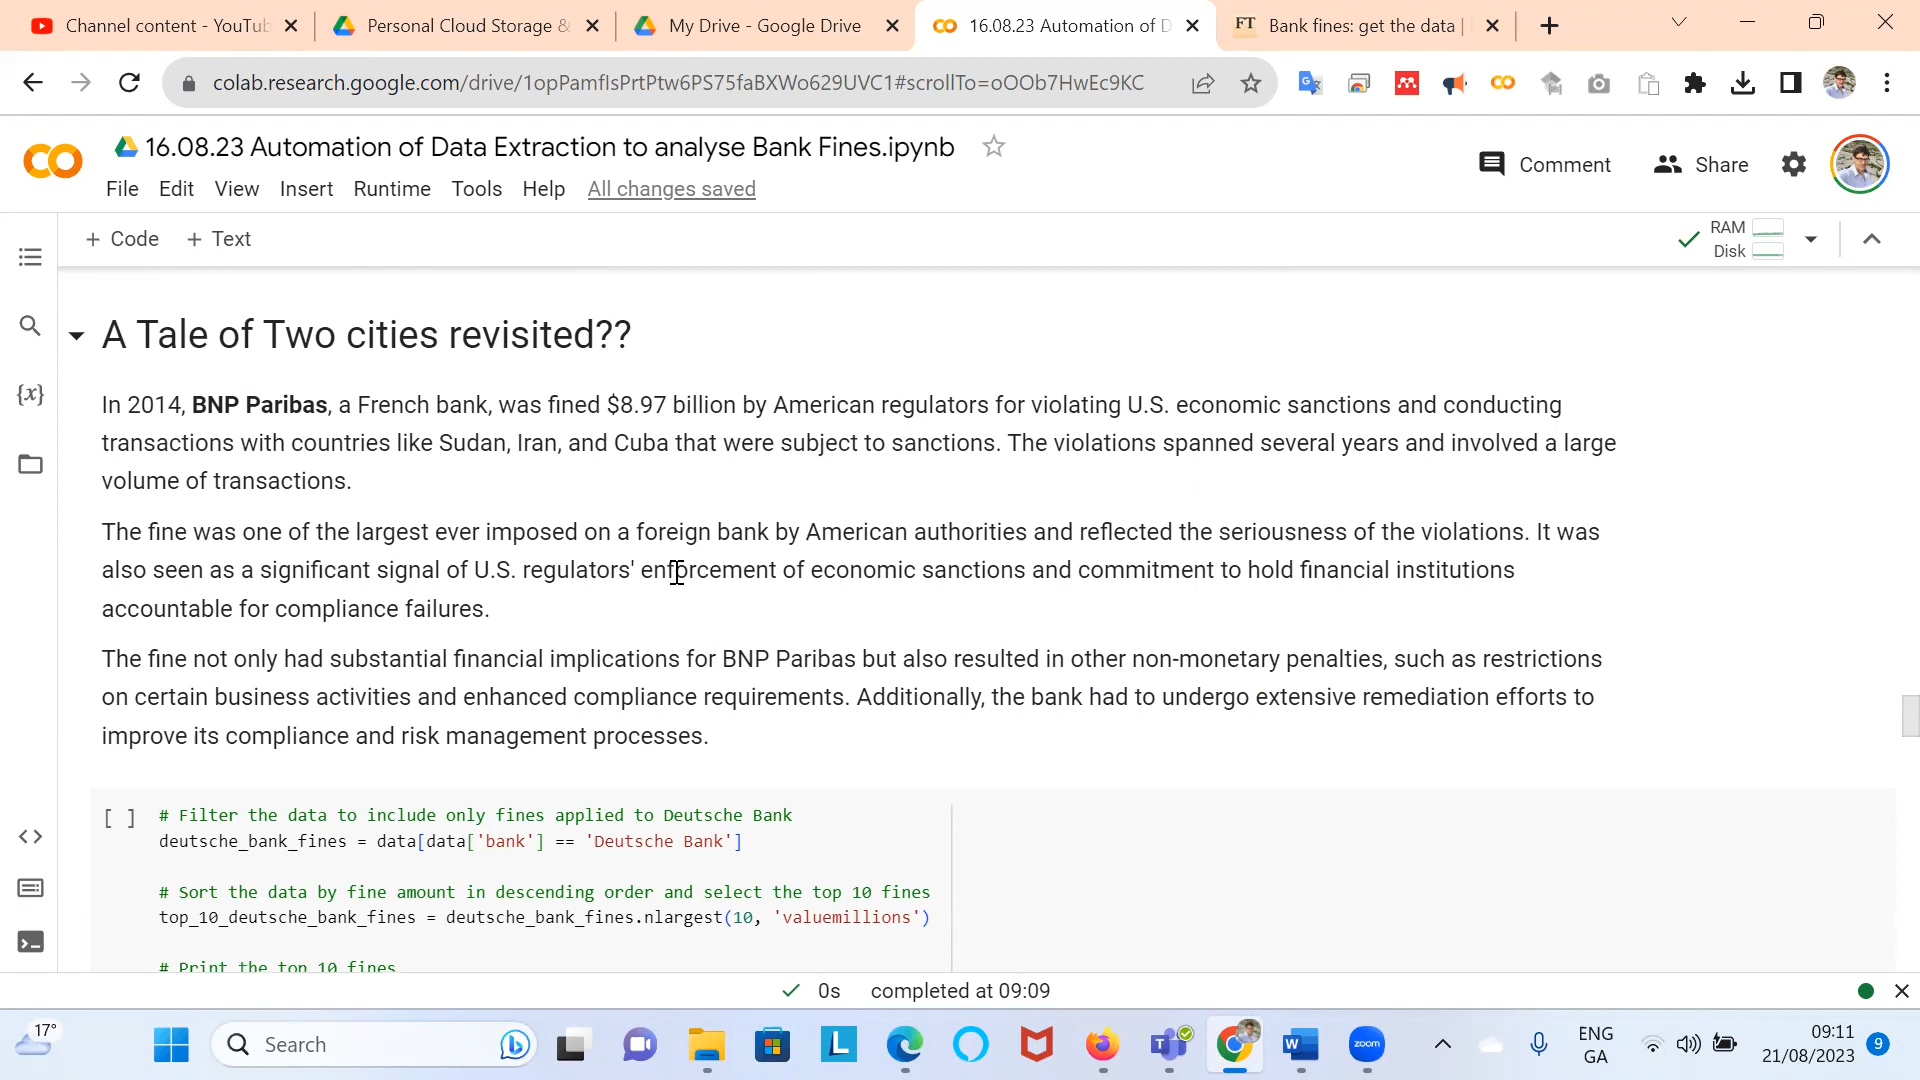 Channel content - YouTub
Personal Cloud Storage &
My Drive - Google Drive
16.08.23 Automation of D
FT Bank fines: get the data |
colab.research.google.com/drive/1opPamfIsPrtPtw6PS75faBXWo629UVC1#scrollTo=oOOb7HwEc9KC
16.08.23 Automation of Data Extraction to analyse Bank Fines.ipynb
Comment
Share
File Edit View Insert Runtime Tools Help All changes saved
+ Code + Text
RAM
Disk
A Tale of Two cities revisited??
In 2014, BNP Paribas, a French bank, was fined $8.97 billion by American regulators for violating U.S. economic sanctions and conducting
transactions with countries like Sudan, Iran, and Cuba that were subject to sanctions. The violations spanned several years and involved a large
volume of transactions.
The fine was one of the largest ever imposed on a foreign bank by American authorities and reflected the seriousness of the violations. It was
also seen as a significant signal of U.S. regulators' enforcement of economic sanctions and commitment to hold financial institutions
accountable for compliance failures.
The fine not only had substantial financial implications for BNP Paribas but also resulted in other non-monetary penalties, such as restrictions
on certain business activities and enhanced compliance requirements. Additionally, the bank had to undergo extensive remediation efforts to
improve its compliance and risk management processes.
[ ] # Filter the data to include only fines applied to Deutsche Bank
deutsche_bank_fines = data[data['bank'] == 'Deutsche Bank']
# Sort the data by fine amount in descending order and select the top 10 fines
top_10_deutsche_bank_fines = deutsche_bank_fines.nlargest(10, 'valuemillions')
# Print the top 10 fines
0s completed at 09:09
17°
Search
zoom
ENG
GA
09:11
21/08/2023
9